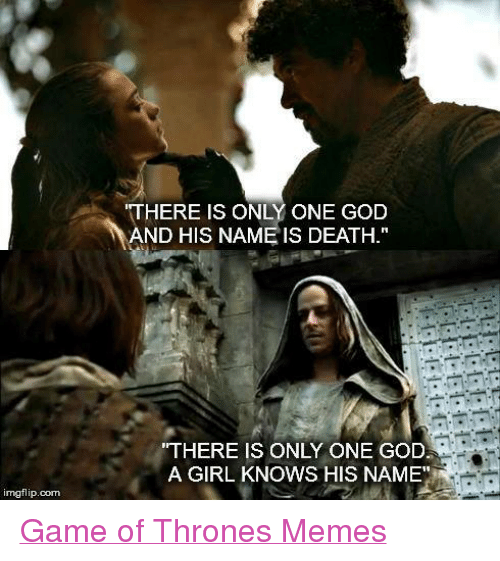 "THERE IS ONLY ONE GOD
AND HIS NAME IS DEATH."
"THERE IS ONLY ONE GOD.
A GIRL KNOWS HIS NAME"
imgflip.com
Game of Thrones Memes